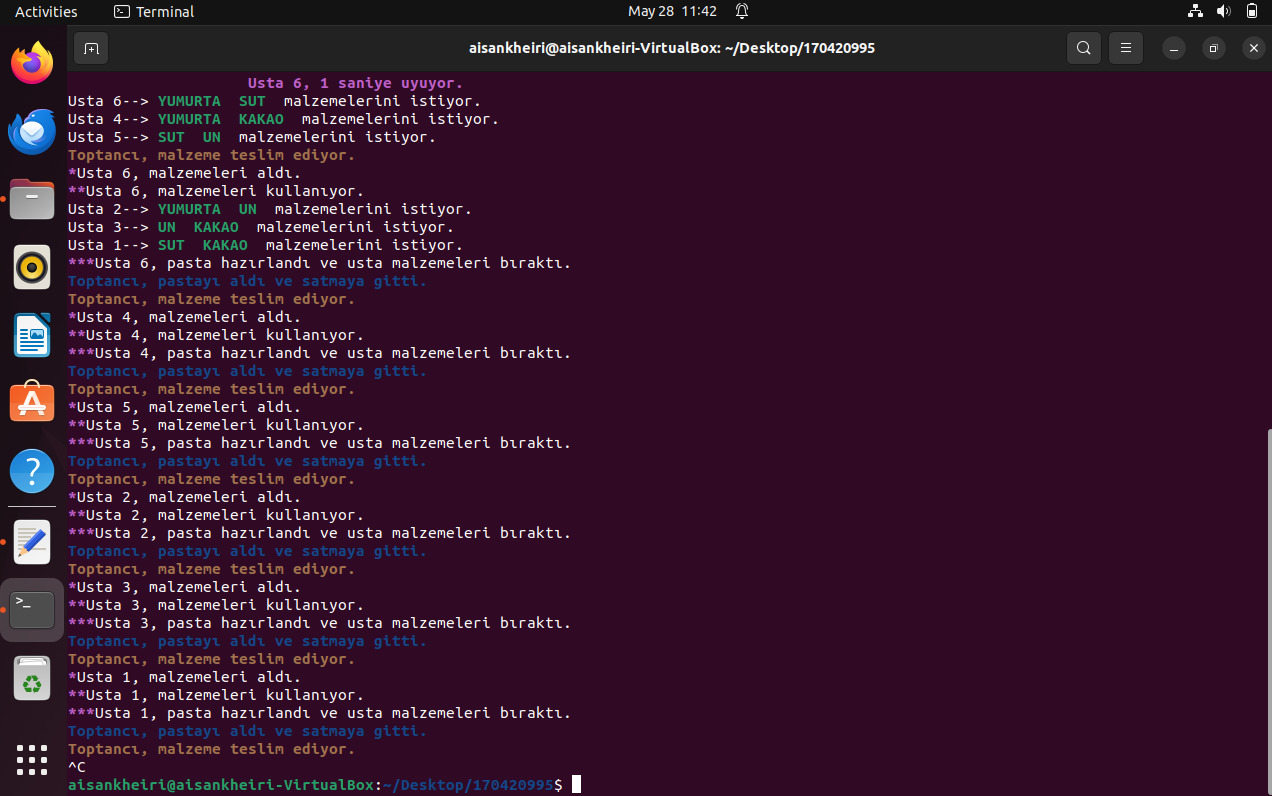 Activities Terminal May 28 11:42
aisankheiri@aisankheiri-VirtualBox: ~/Desktop/170420995
Usta 6, 1 saniye uyuyor.
Usta 6--> YUMURTA SUT malzemelerini istiyor.
Usta 4--> YUMURTA KAKAO malzemelerini istiyor.
Usta 5--> SUT UN malzemelerini istiyor.
Toptancı, malzeme teslim ediyor.
*Usta 6, malzemeleri aldı.
**Usta 6, malzemeleri kullanıyor.
Usta 2--> YUMURTA UN malzemelerini istiyor.
Usta 3--> UN KAKAO malzemelerini istiyor.
Usta 1--> SUT KAKAO malzemelerini istiyor.
***Usta 6, pasta hazırlandı ve usta malzemeleri bıraktı.
Toptancı, pastayı aldı ve satmaya gitti.
Toptancı, malzeme teslim ediyor.
*Usta 4, malzemeleri aldı.
**Usta 4, malzemeleri kullanıyor.
***Usta 4, pasta hazırlandı ve usta malzemeleri bıraktı.
Toptancı, pastayı aldı ve satmaya gitti.
Toptancı, malzeme teslim ediyor.
*Usta 5, malzemeleri aldı.
**Usta 5, malzemeleri kullanıyor.
***Usta 5, pasta hazırlandı ve usta malzemeleri bıraktı.
Toptancı, pastayı aldı ve satmaya gitti.
Toptancı, malzeme teslim ediyor.
*Usta 2, malzemeleri aldı.
**Usta 2, malzemeleri kullanıyor.
***Usta 2, pasta hazırlandı ve usta malzemeleri bıraktı.
Toptancı, pastayı aldı ve satmaya gitti.
Toptancı, malzeme teslim ediyor.
*Usta 3, malzemeleri aldı.
**Usta 3, malzemeleri kullanıyor.
***Usta 3, pasta hazırlandı ve usta malzemeleri bıraktı.
Toptancı, pastayı aldı ve satmaya gitti.
Toptancı, malzeme teslim ediyor.
*Usta 1, malzemeleri aldı.
**Usta 1, malzemeleri kullanıyor.
***Usta 1, pasta hazırlandı ve usta malzemeleri bıraktı.
Toptancı, pastayı aldı ve satmaya gitti.
Toptancı, malzeme teslim ediyor.
^C
aisankheiri@aisankheiri-VirtualBox:~/Desktop/170420995$